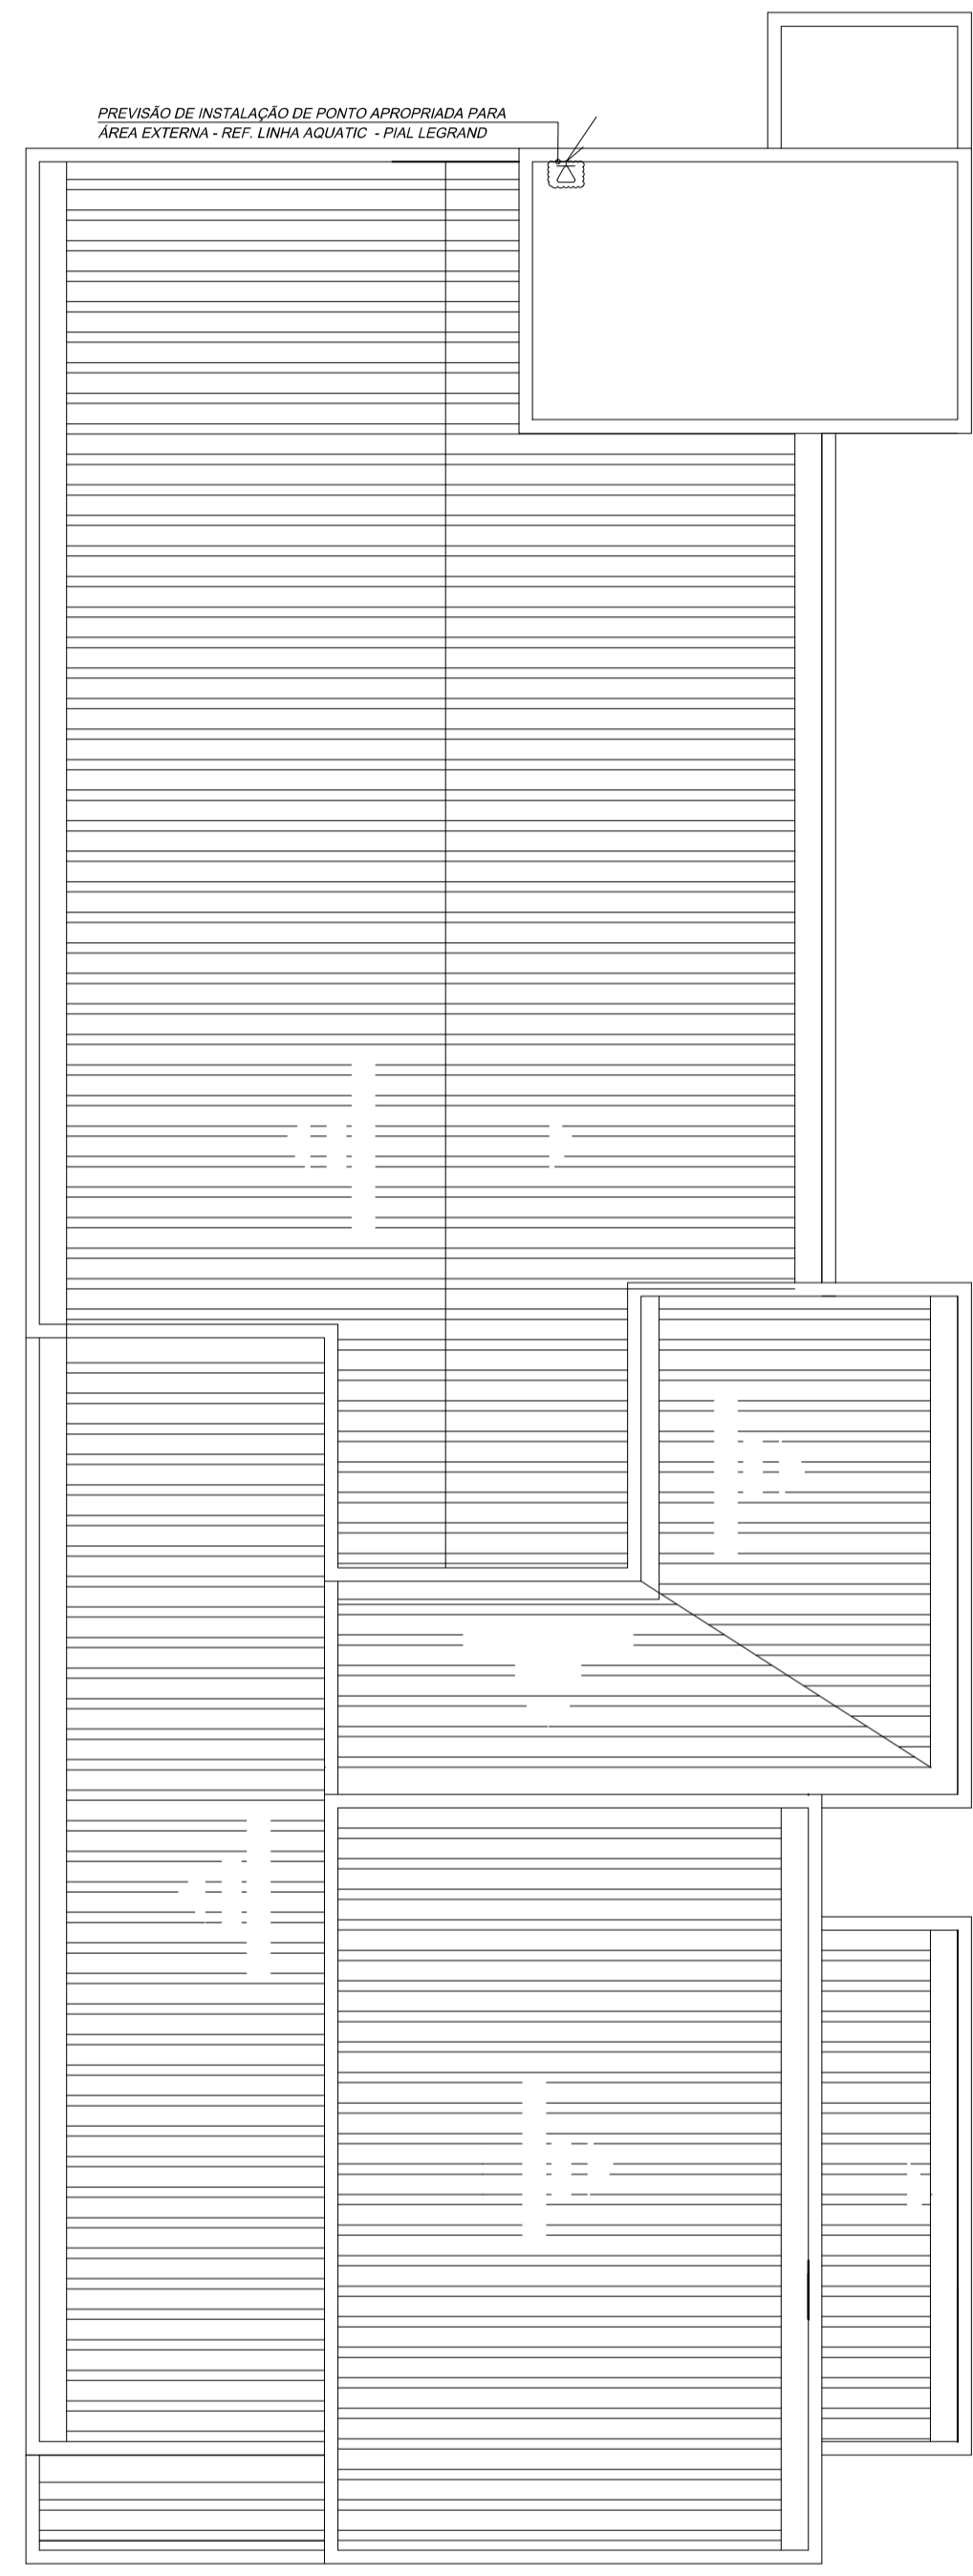 PREVISÃO DE INSTALAÇÃO DE PONTO APROPRIADA PARA
ÁREA EXTERNA - REF. LINHA AQUATIC - PIAL LEGRAND